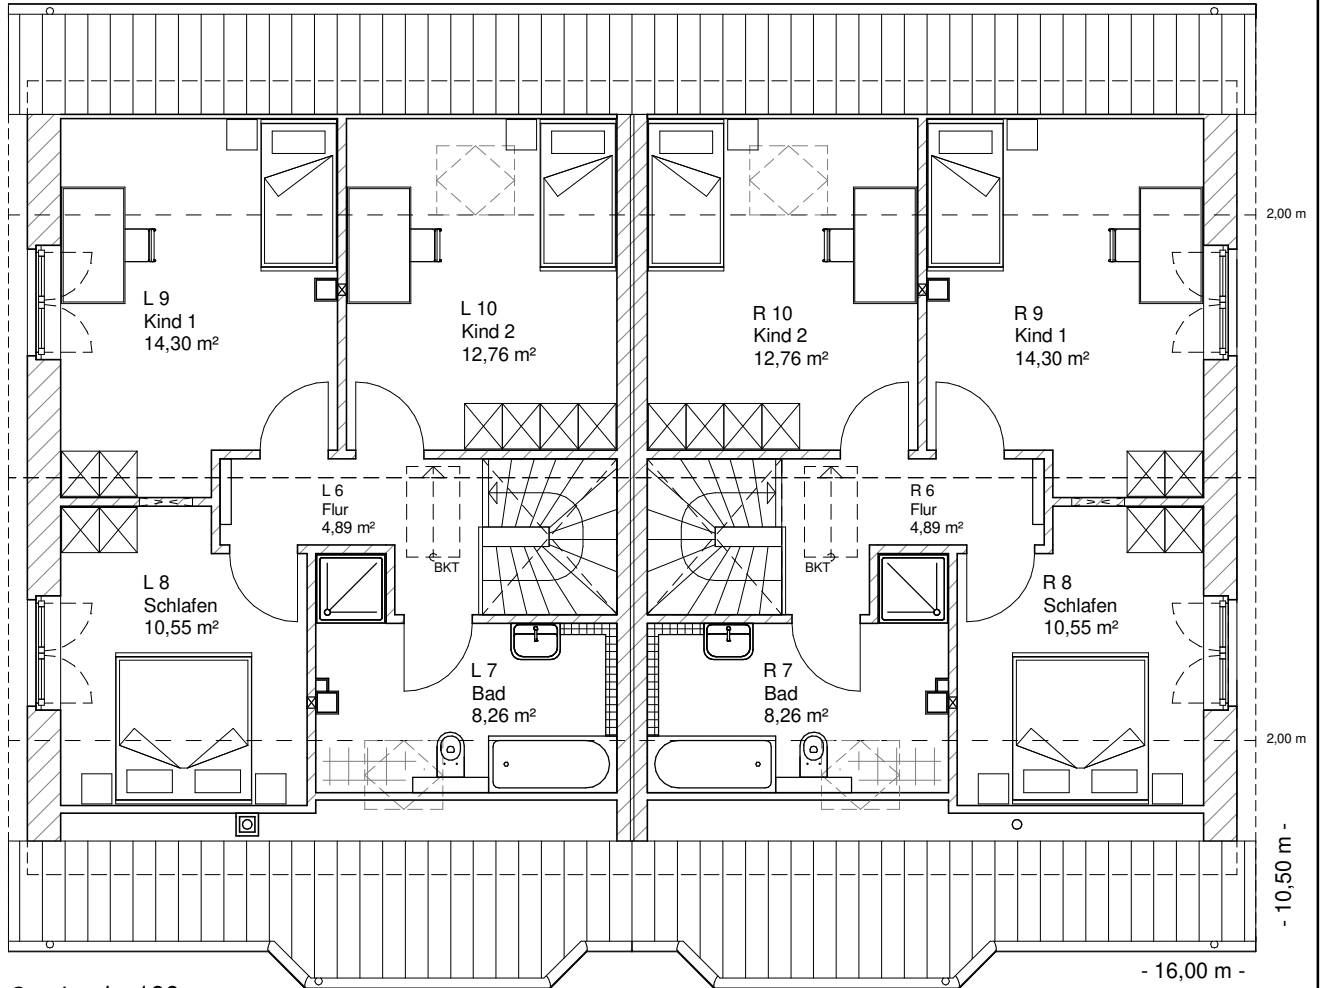 2,00 m
L 9
Kind 1
14,30 m²
L 10
Kind 2
12,76 m²
R 10
Kind 2
12,76 m²
R 9
Kind 1
14,30 m²
L 6
Flur
4,89 m²
R 6
Flur
4,89 m²
BKT
BKT
L 8
Schlafen
10,55 m²
R 8
Schlafen
10,55 m²
L 7
Bad
8,26 m²
R 7
Bad
8,26 m²
2,00 m
- 10,50 m -
- 16,00 m -